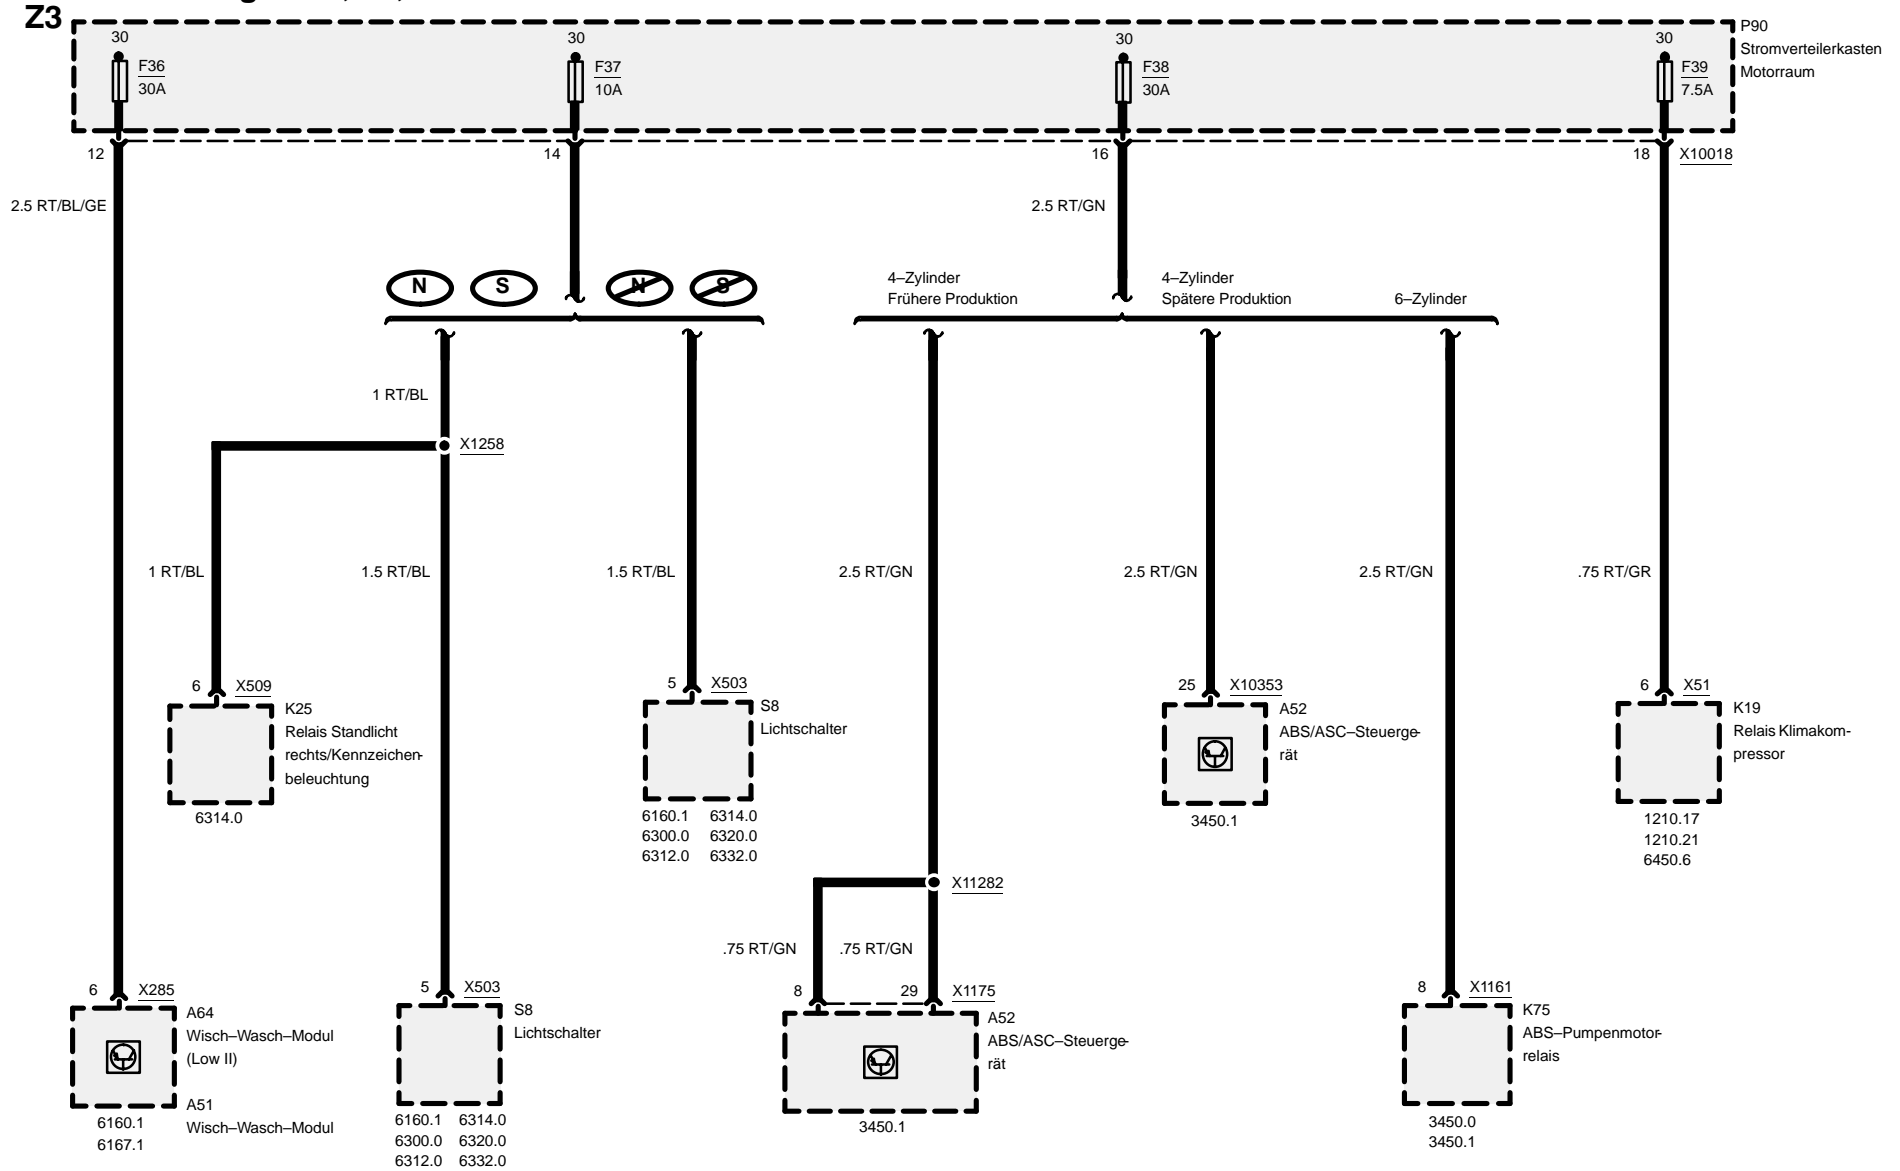 Z3
P90
Stromverteilerkasten
Motorraum
30
F36
30A
30
F37
10A
30
F38
30A
30
F39
7.5A
12
14
16
18
X10018
2.5 RT/BL/GE
2.5 RT/GN
N
S
N
S
4–Zylinder
Frühere Produktion
4–Zylinder
Spätere Produktion
6–Zylinder
1 RT/BL
X1258
1 RT/BL
1.5 RT/BL
1.5 RT/BL
2.5 RT/GN
2.5 RT/GN
2.5 RT/GN
.75 RT/GR
6
X509
K25
Relais Standlicht
rechts/Kennzeichen-
beleuchtung
6314.0
5
X503
S8
Lichtschalter
6160.1 6314.0
6300.0 6320.0
6312.0 6332.0
25
X10353
A52
ABS/ASC–Steuerge-
rät
3450.1
6
X51
K19
Relais Klimakom-
pressor
1210.17
1210.21
6450.6
X11282
.75 RT/GN
.75 RT/GN
6
X285
A64
Wisch–Wasch–Modul
(Low II)
A51
Wisch–Wasch–Modul
6160.1
6167.1
5
X503
S8
Lichtschalter
6160.1 6314.0
6300.0 6320.0
6312.0 6332.0
8
29
X1175
A52
ABS/ASC–Steuerge-
rät
3450.1
8
X1161
K75
ABS–Pumpenmotor-
relais
3450.0
3450.1